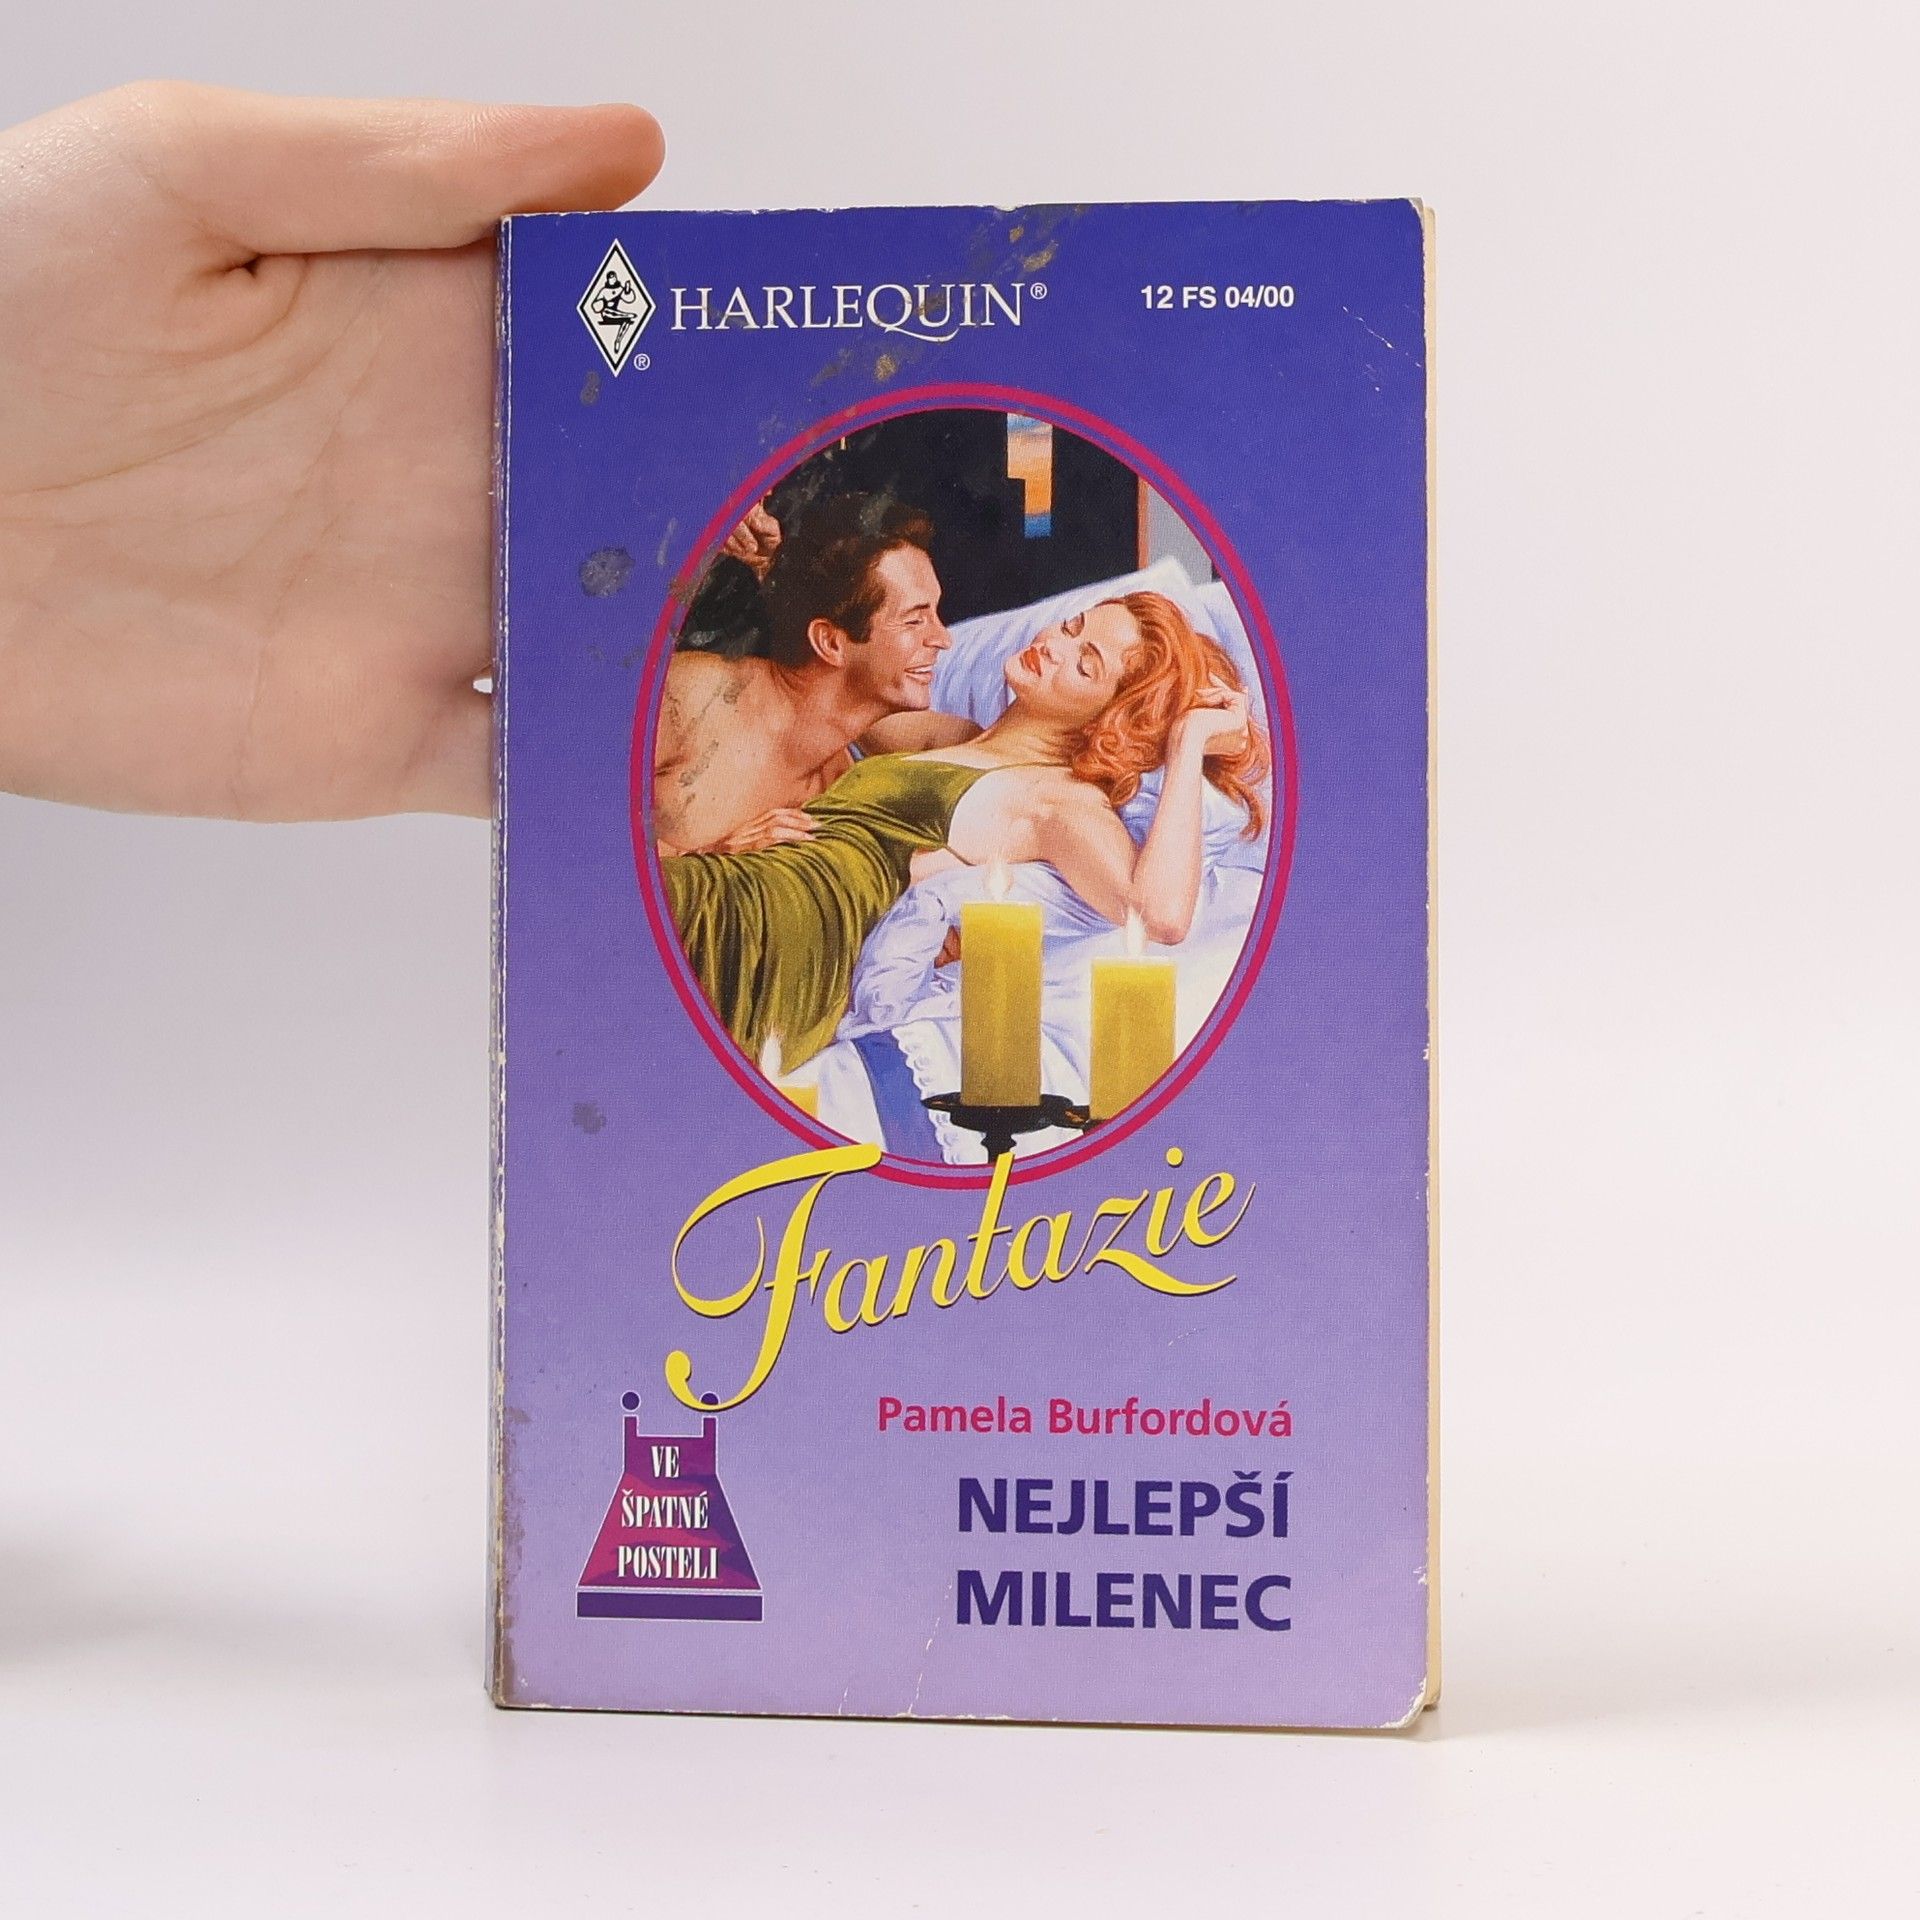 HARLEQUIN®
®
12 FS 04/00
Fantazie
Pamela Burfordová
NEJLEPŠÍ
MILENEC
VE
ŠPATNÉ
POSTELI